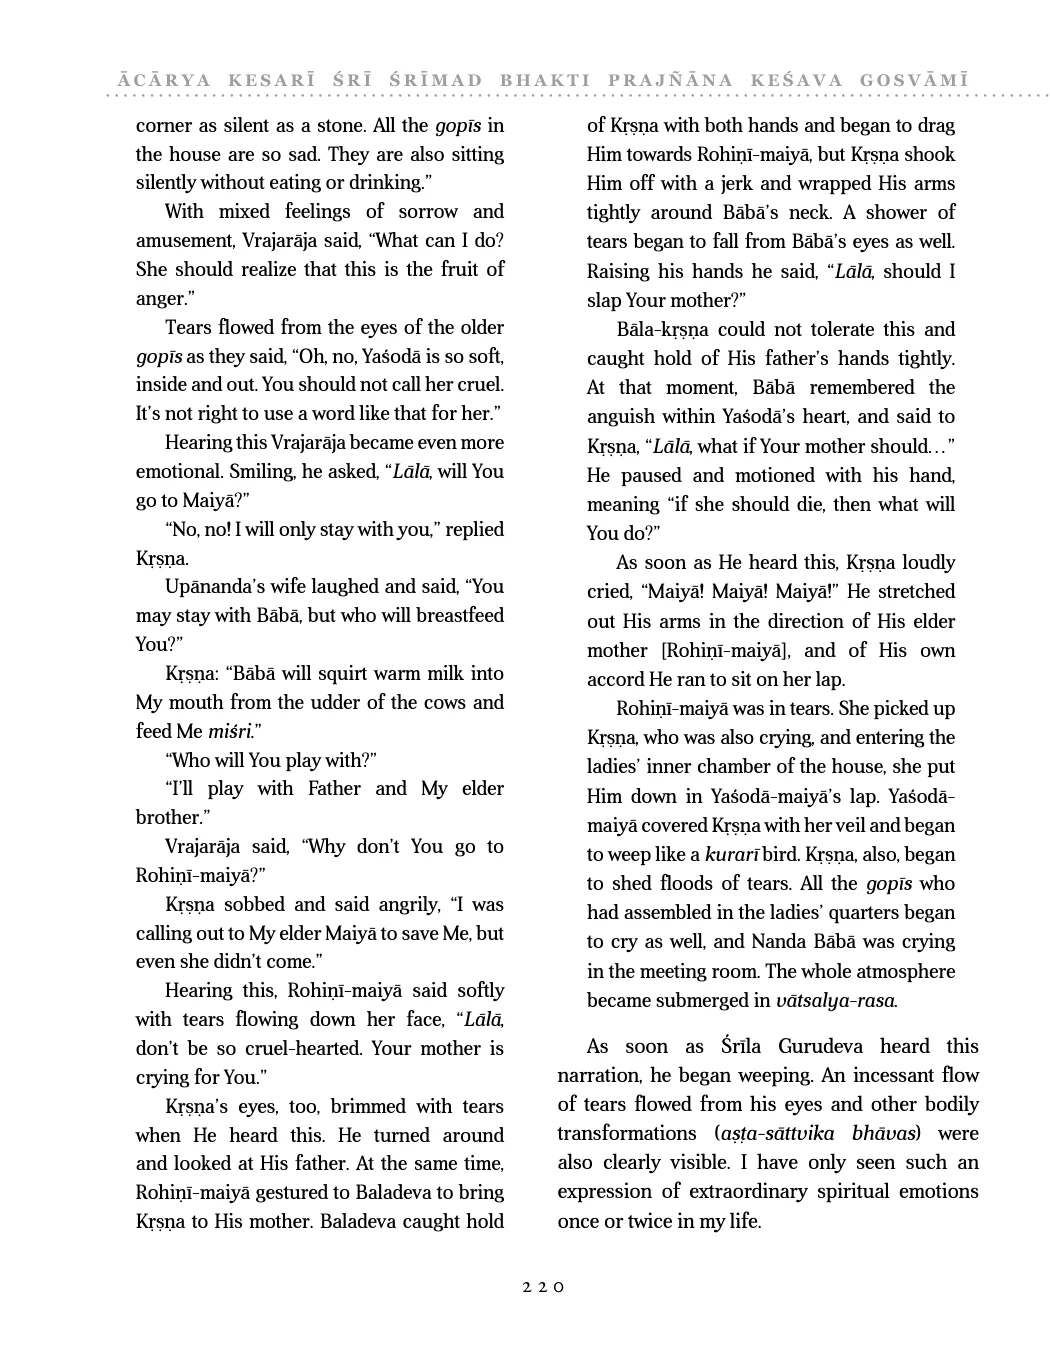 ĀCĀRYA KESARĪ ŚRĪ ŚRĪMAD BHAKTI PRAJÑĀNA KEŚAVA GOSVĀMĪ
corner as silent as a stone. All the gopīs in
the house are so sad. They are also sitting
silently without eating or drinking.”
With mixed feelings of sorrow and
amusement, Vrajarāja said, “What can I do?
She should realize that this is the fruit of
anger.”
Tears flowed from the eyes of the older
gopīs as they said, “Oh, no, Yaśodā is so soft,
inside and out. You should not call her cruel.
It’s not right to use a word like that for her.”
Hearing this Vrajarāja became even more
emotional. Smiling, he asked, “Lālā, will You
go to Maiyā?”
“No, no! I will only stay with you,” replied
Kṛṣṇa.
Upānanda’s wife laughed and said, “You
may stay with Bābā, but who will breastfeed
You?”
Kṛṣṇa: “Bābā will squirt warm milk into
My mouth from the udder of the cows and
feed Me miśri.”
“Who will You play with?”
“I’ll play with Father and My elder
brother.”
Vrajarāja said, “Why don’t You go to
Rohiṇī-maiyā?”
Kṛṣṇa sobbed and said angrily, “I was
calling out to My elder Maiyā to save Me, but
even she didn’t come.”
Hearing this, Rohiṇī-maiyā said softly
with tears flowing down her face, “Lālā,
don’t be so cruel-hearted. Your mother is
crying for You.”
Kṛṣṇa’s eyes, too, brimmed with tears
when He heard this. He turned around
and looked at His father. At the same time,
Rohiṇī-maiyā gestured to Baladeva to bring
Kṛṣṇa to His mother. Baladeva caught hold
of Kṛṣṇa with both hands and began to drag
Him towards Rohiṇī-maiyā, but Kṛṣṇa shook
Him off with a jerk and wrapped His arms
tightly around Bābā’s neck. A shower of
tears began to fall from Bābā’s eyes as well.
Raising his hands he said, “Lālā, should I
slap Your mother?”
Bāla-kṛṣṇa could not tolerate this and
caught hold of His father’s hands tightly.
At that moment, Bābā remembered the
anguish within Yaśodā’s heart, and said to
Kṛṣṇa, “Lālā, what if Your mother should…”
He paused and motioned with his hand,
meaning “if she should die, then what will
You do?”
As soon as He heard this, Kṛṣṇa loudly
cried, “Maiyā! Maiyā! Maiyā!” He stretched
out His arms in the direction of His elder
mother [Rohiṇī-maiyā], and of His own
accord He ran to sit on her lap.
Rohiṇī-maiyā was in tears. She picked up
Kṛṣṇa, who was also crying, and entering the
ladies’ inner chamber of the house, she put
Him down in Yaśodā-maiyā’s lap. Yaśodā-
maiyā covered Kṛṣṇa with her veil and began
to weep like a kurarī bird. Kṛṣṇa, also, began
to shed floods of tears. All the gopīs who
had assembled in the ladies’ quarters began
to cry as well, and Nanda Bābā was crying
in the meeting room. The whole atmosphere
became submerged in vātsalya-rasa.
As soon as Śrīla Gurudeva heard this
narration, he began weeping. An incessant flow
of tears flowed from his eyes and other bodily
transformations (aṣṭa-sāttvika bhāvas) were
also clearly visible. I have only seen such an
expression of extraordinary spiritual emotions
once or twice in my life.
220